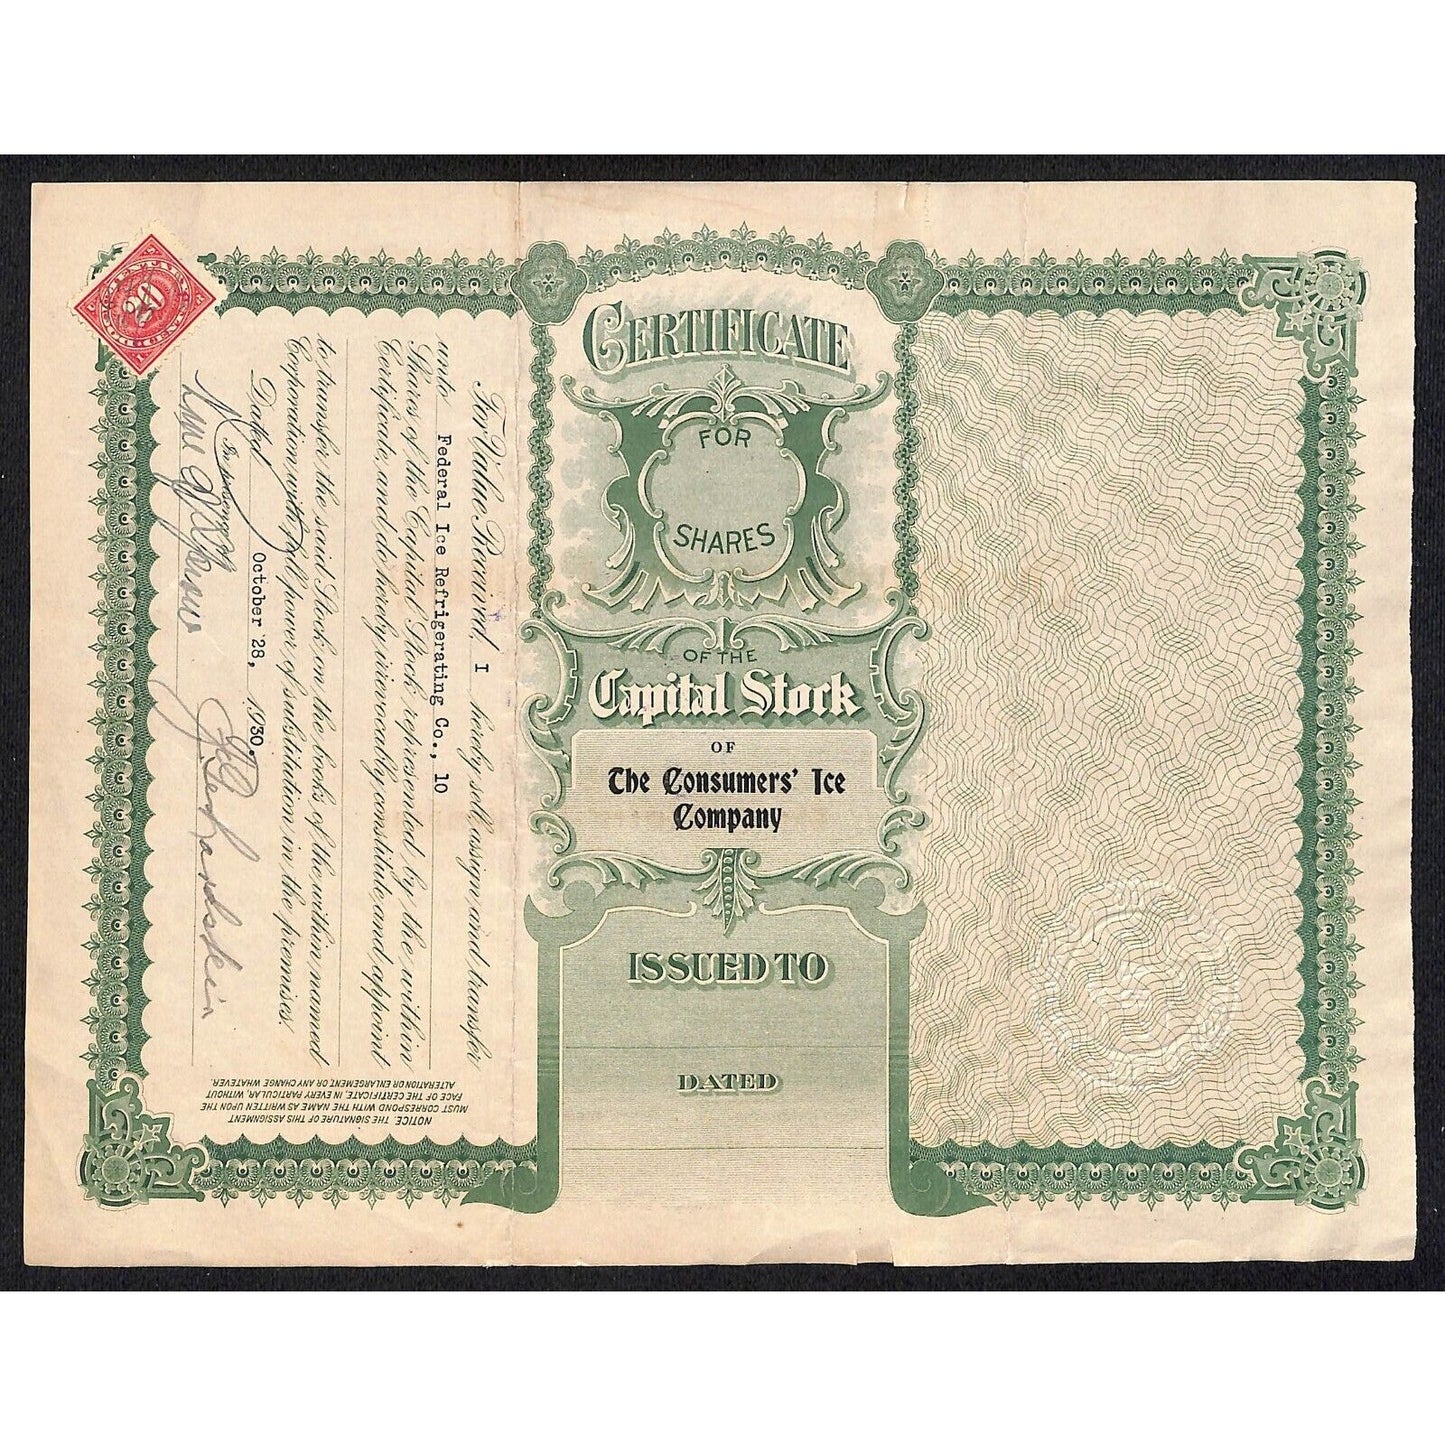 For Value Received, I hereby sell, assign and transfer
unto Federal Ice Refrigerating Co., 10
Shares of the Capital Stock represented by the within
Certificate, and do hereby irrevocably constitute and appoint
to transfer the said Stock on the books of the within named
Corporation with full power of substitution in the premises.
Dated October 28, 1930.
In presence of
NOTICE. THE SIGNATURE OF THIS ASSIGNMENT
MUST CORRESPOND WITH THE NAME AS WRITTEN UPON THE
FACE OF THE CERTIFICATE, IN EVERY PARTICULAR, WITHOUT
ALTERATION OR ENLARGEMENT OR ANY CHANGE WHATEVER.
CERTIFICATE
FOR
SHARES
OF THE
Capital Stock
OF
The Consumers' Ice
Company
ISSUED TO
DATED